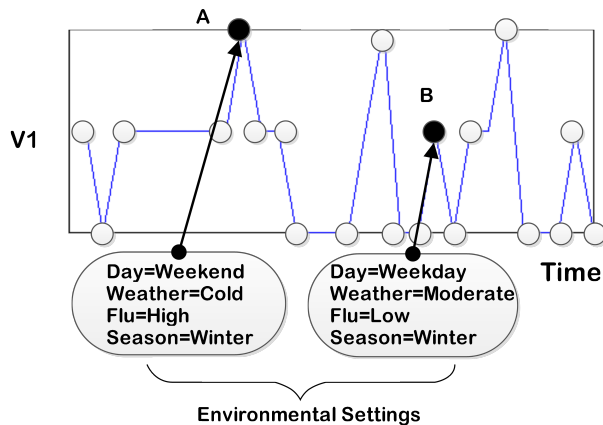 A
V1
B
Time
Day=Weekend
Weather=Cold
Flu=High
Season=Winter
Day=Weekday
Weather=Moderate
Flu=Low
Season=Winter
Environmental Settings